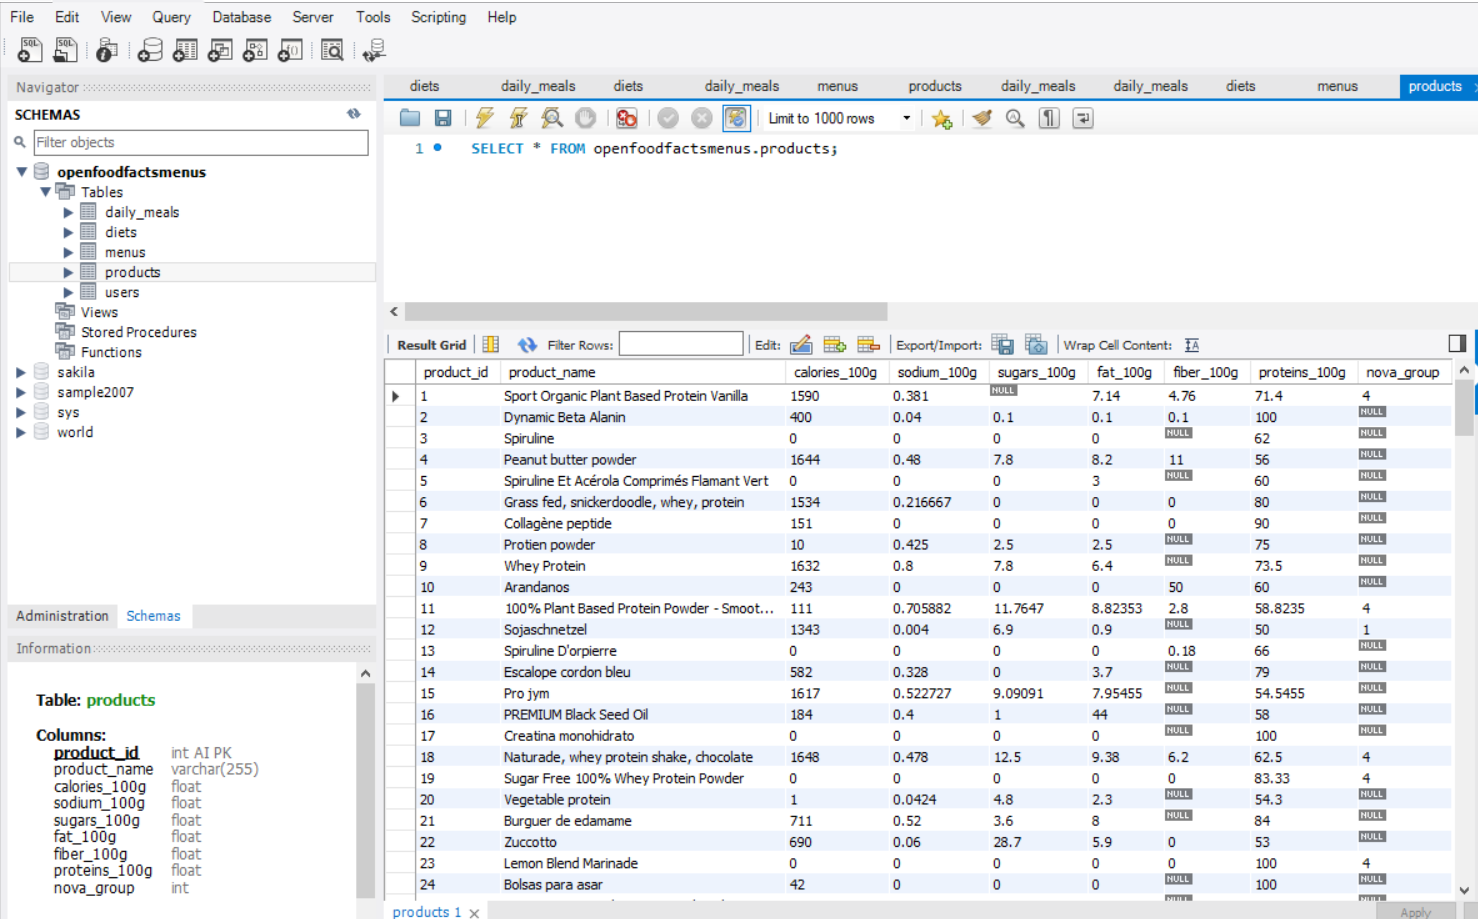 File Edit View Query Database Server Tools Scripting Help
Navigator
SCHEMAS
Filter objects
openfoodfactsmenus
Tables
daily_meals
diets
menus
products
users
Views
Stored Procedures
Functions
sakila
sample2007
sys
world
Administration Schemas
Information
Table: products
Columns:
product_id int AI PK
product_name varchar(255)
calories_100g float
sodium_100g float
sugars_100g float
fat_100g float
fiber_100g float
proteins_100g float
nova_group int
diets daily_meals diets daily_meals menus products daily_meals daily_meals diets menus products
Limit to 1000 rows
1 SELECT * FROM openfoodfactsmenus.products;
Result Grid Filter Rows: Edit: Export/Import: Wrap Cell Content: IA
product_id product_name calories_100g sodium_100g sugars_100g fat_100g fiber_100g proteins_100g nova_group
1 Sport Organic Plant Based Protein Vanilla 1590 0.381 NULL 7.14 4.76 71.4 4
2 Dynamic Beta Alanin 400 0.04 0.1 0.1 0.1 100 NULL
3 Spiruline 0 0 0 0 NULL 62 NULL
4 Peanut butter powder 1644 0.48 7.8 8.2 11 56 NULL
5 Spiruline Et Acérola Comprimés Flamant Vert 0 0 0 3 NULL 60 NULL
6 Grass fed, snickerdoodle, whey, protein 1534 0.216667 0 0 0 80 NULL
7 Collagène peptide 151 0 0 0 0 90 NULL
8 Protien powder 10 0.425 2.5 2.5 NULL 75 NULL
9 Whey Protein 1632 0.8 7.8 6.4 NULL 73.5 NULL
10 Arandanos 243 0 0 0 50 60 NULL
11 100% Plant Based Protein Powder - Smoot... 111 0.705882 11.7647 8.82353 2.8 58.8235 4
12 Sojaschnetzel 1343 0.004 6.9 0.9 NULL 50 1
13 Spiruline D'orpierre 0 0 0 0 0.18 66 NULL
14 Escalope cordon bleu 582 0.328 0 3.7 NULL 79 NULL
15 Pro jym 1617 0.522727 9.09091 7.95455 NULL 54.5455 NULL
16 PREMIUM Black Seed Oil 184 0.4 1 44 NULL 58 NULL
17 Creatina monohidrato 0 0 0 0 NULL 100 NULL
18 Naturade, whey protein shake, chocolate 1648 0.478 12.5 9.38 6.2 62.5 4
19 Sugar Free 100% Whey Protein Powder 0 0 0 0 0 83.33 4
20 Vegetable protein 1 0.0424 4.8 2.3 NULL 54.3 NULL
21 Burguer de edamame 711 0.52 3.6 8 NULL 84 NULL
22 Zuccotto 690 0.06 28.7 5.9 0 53 NULL
23 Lemon Blend Marinade 0 0 0 0 0 100 4
24 Bolsas para asar 42 0 0 0 NULL 100 NULL
products 1
Apply